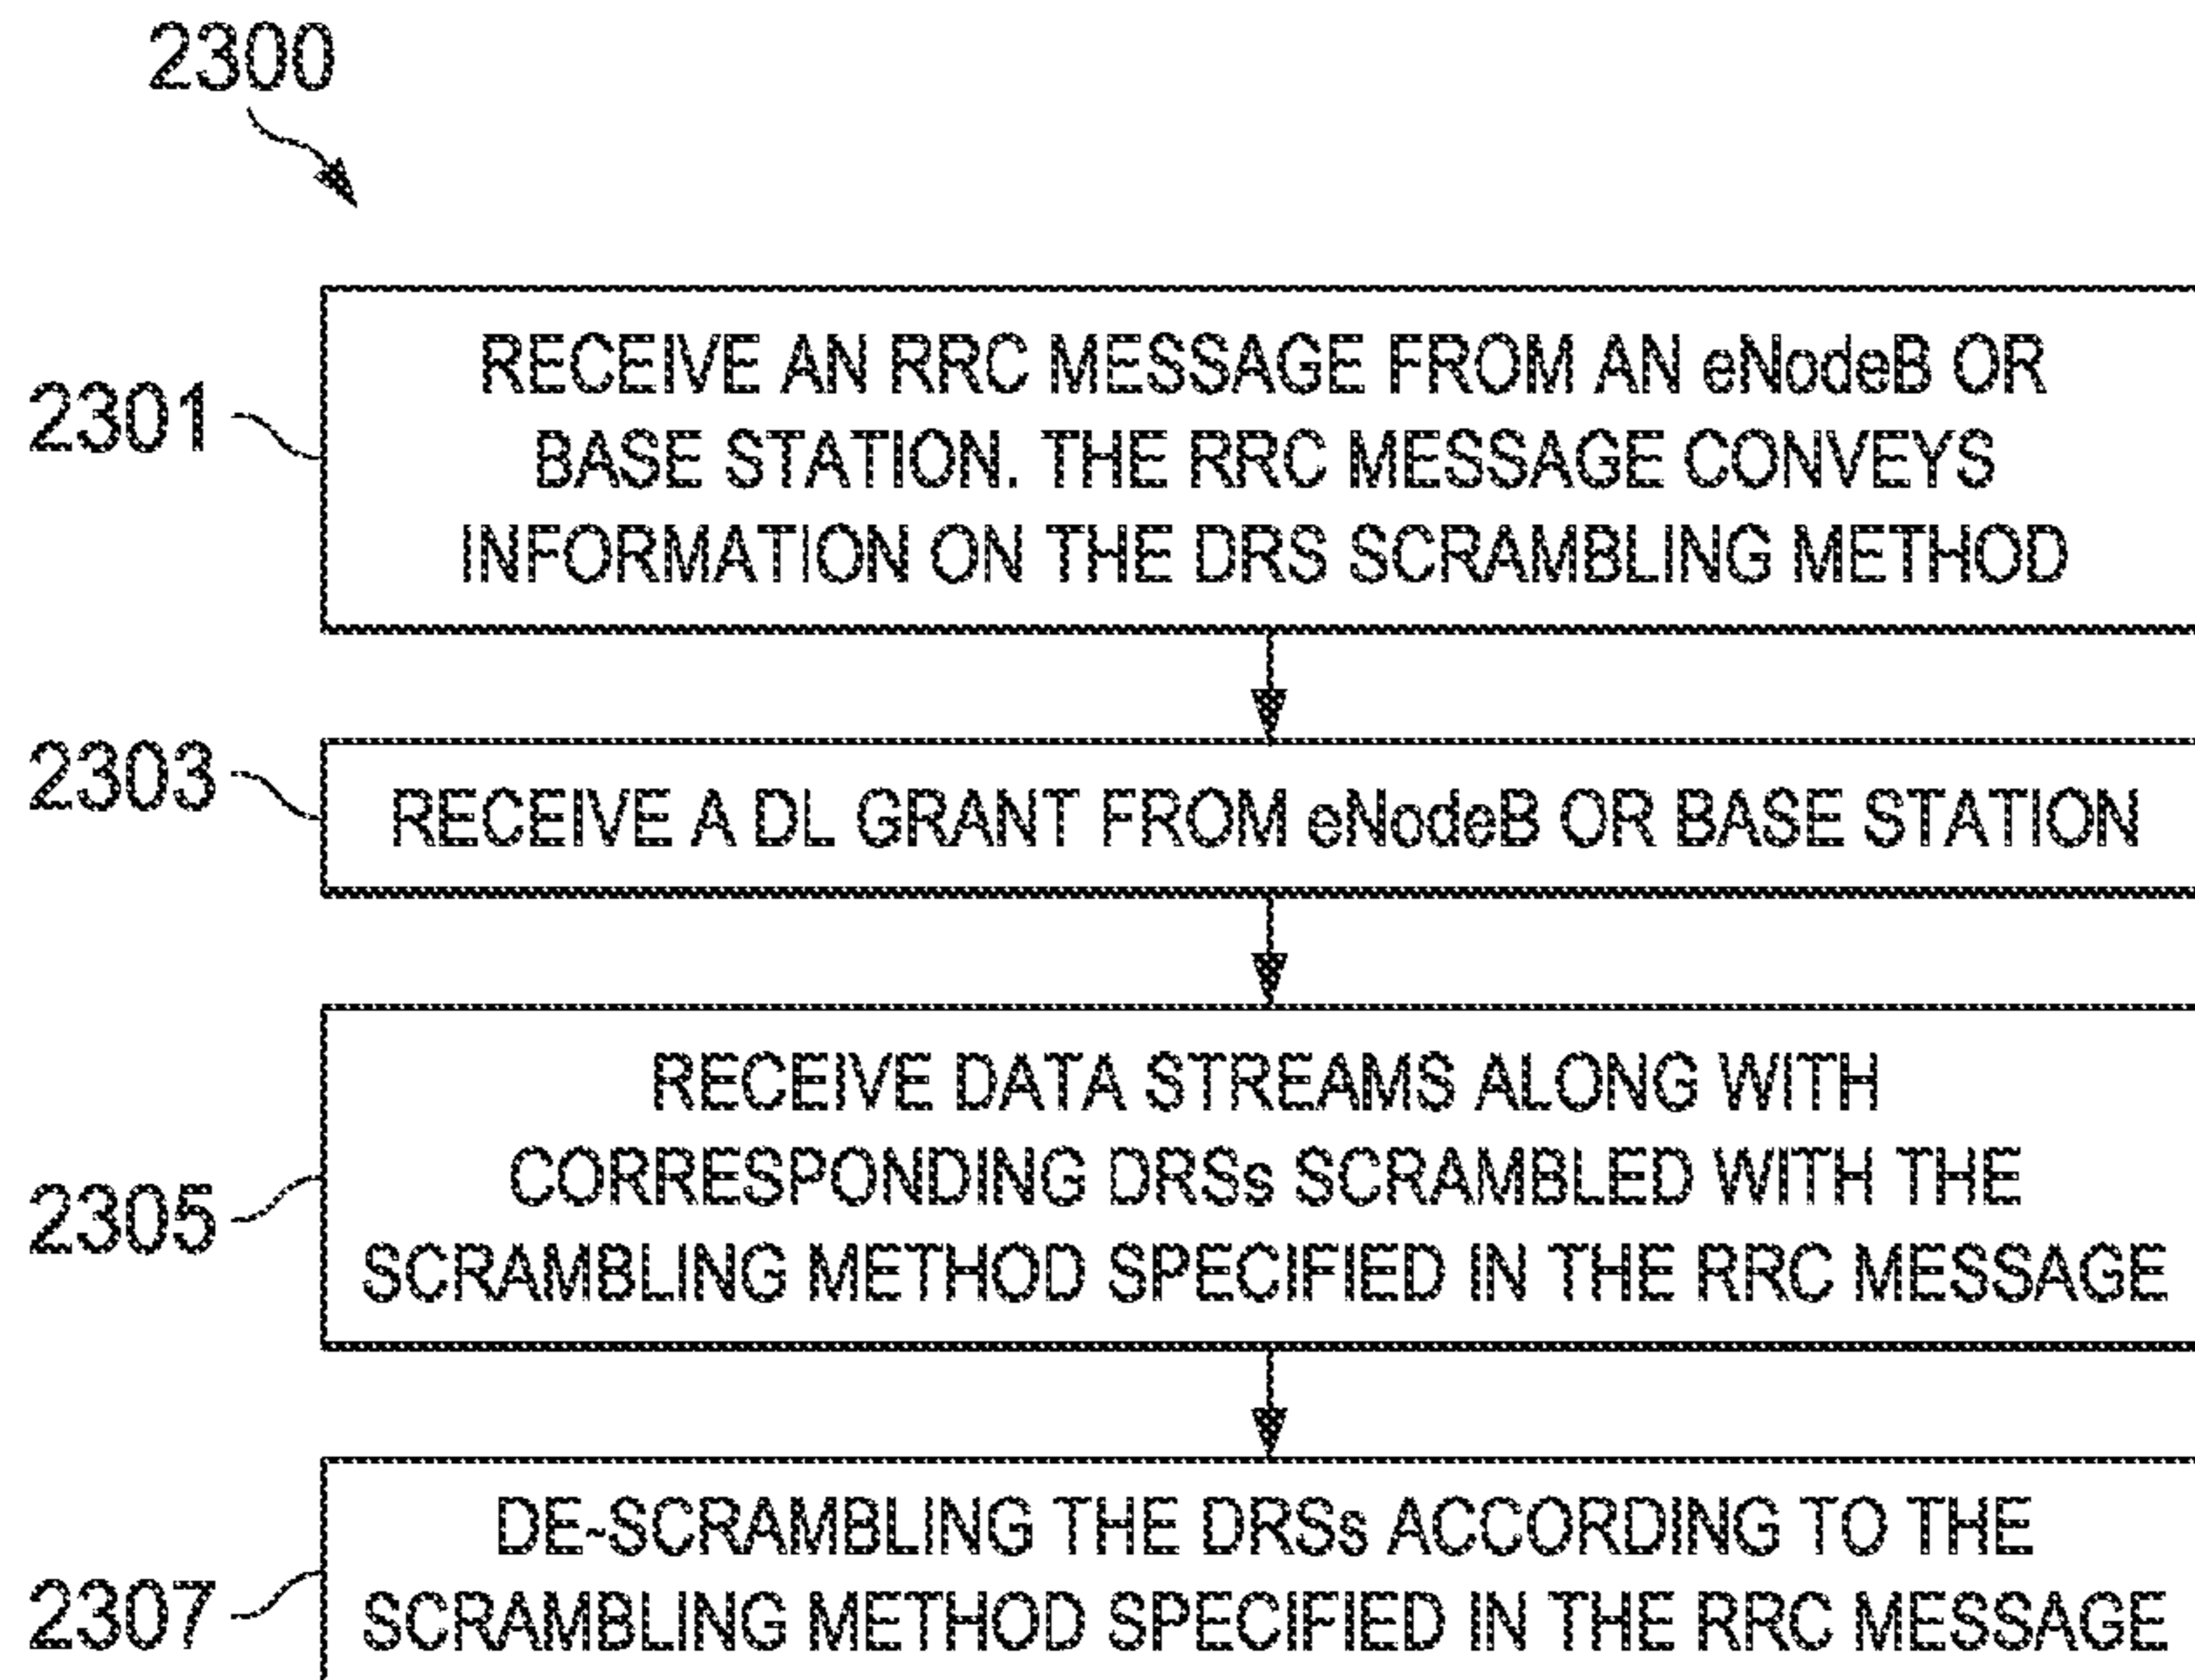 2300
2301
RECEIVE AN RRC MESSAGE FROM AN eNodeB OR
BASE STATION. THE RRC MESSAGE CONVEYS
INFORMATION ON THE DRS SCRAMBLING METHOD
2303
RECEIVE A DL GRANT FROM eNodeB OR BASE STATION
2305
RECEIVE DATA STREAMS ALONG WITH
CORRESPONDING DRSs SCRAMBLED WITH THE
SCRAMBLING METHOD SPECIFIED IN THE RRC MESSAGE
2307
DE-SCRAMBLING THE DRSs ACCORDING TO THE
SCRAMBLING METHOD SPECIFIED IN THE RRC MESSAGE